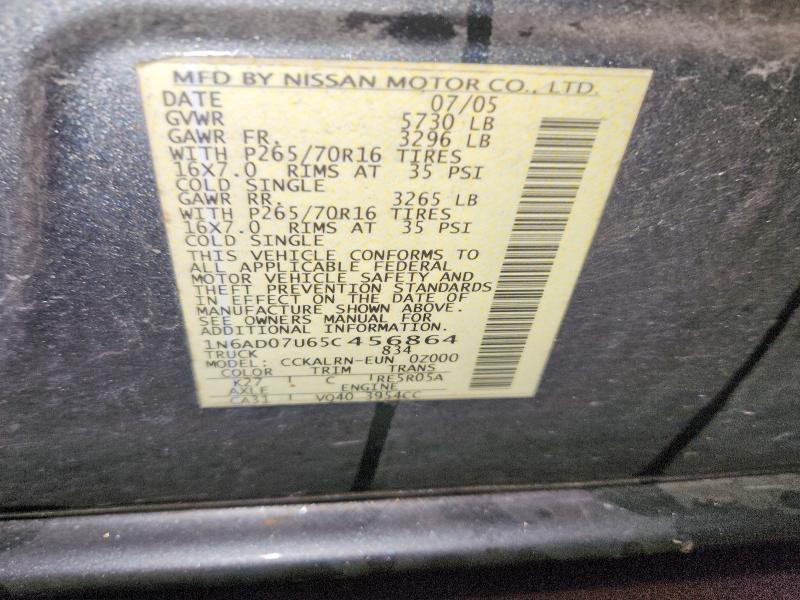 MFD BY NISSAN MOTOR CO., LTD.
DATE 07/05
GVWR 5730 LB
GAWR FR. 3296 LB
WITH P265/70R16 TIRES
16X7.0 RIMS AT 35 PSI
COLD SINGLE
GAWR RR. 3265 LB
WITH P265/70R16 TIRES
16X7.0 RIMS AT 35 PSI
COLD SINGLE
THIS VEHICLE CONFORMS TO
ALL APPLICABLE FEDERAL
MOTOR VEHICLE SAFETY AND
THEFT PREVENTION STANDARDS
IN EFFECT ON THE DATE OF
MANUFACTURE SHOWN ABOVE.
SEE OWNERS MANUAL FOR
ADDITIONAL INFORMATION
1N6AD07U65C456864
TRUCK 834
MODEL: CCKALRN-EUN 0Z000
COLOR TRIM TRANS
K27 C RE5R05A
AXLE ENGINE
CA31 VQ40 3954CC